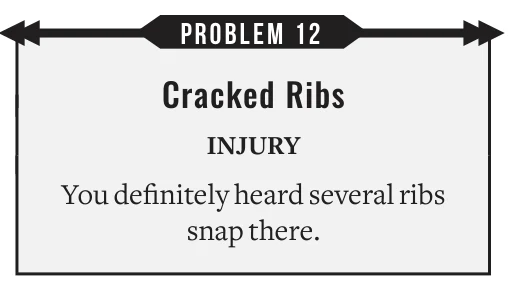 PROBLEM 12
Cracked Ribs
INJURY
You definitely heard several ribs
snap there.